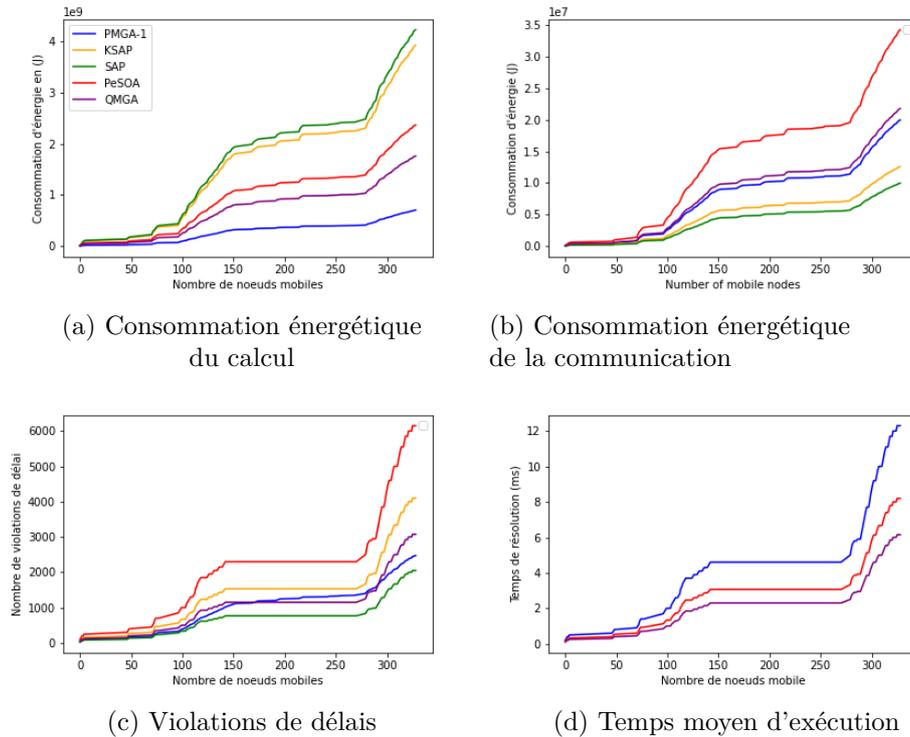 1e9
Consommation d'énergie en (J)
4
3
2
1
0
PMGA-1
KSAP
SAP
PeSOA
QMGA
0 50 100 150 200 250 300
Nombre de noeuds mobiles
(a) Consommation énergétique
du calcul
1e7
Consommation d'énergie (J)
3.5
3.0
2.5
2.0
1.5
1.0
0.5
0.0
0 50 100 150 200 250 300
Number of mobile nodes
(b) Consommation énergétique
de la communication
Nombre de violations de délai
6000
5000
4000
3000
2000
1000
0
0 50 100 150 200 250 300
Nombre de noeuds mobiles
(c) Violations de délais
Temps de résolution (ms)
12
10
8
6
4
2
0
0 50 100 150 200 250 300
Nombre de noeuds mobile
(d) Temps moyen d'exécution